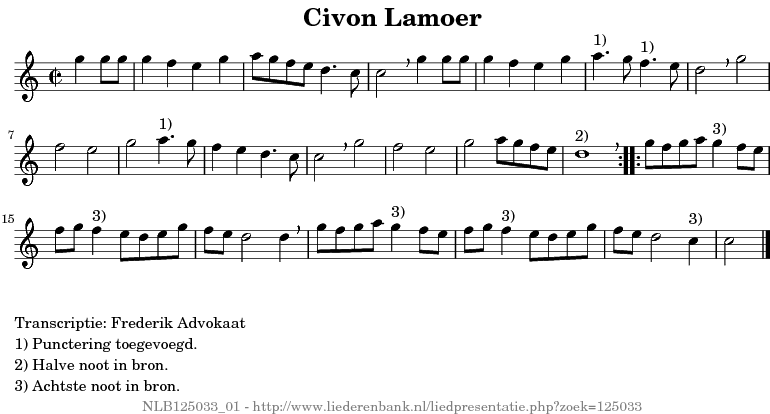 Civon Lamoer
1) 1)
7 1) 2) 3)
15 3) 3) 3) 3)
Transcriptie: Frederik Advokaat
1) Punctering toegevoegd.
2) Halve noot in bron.
3) Achtste noot in bron.
NLB125033_01 - http://www.liederenbank.nl/liedpresentatie.php?zoek=125033